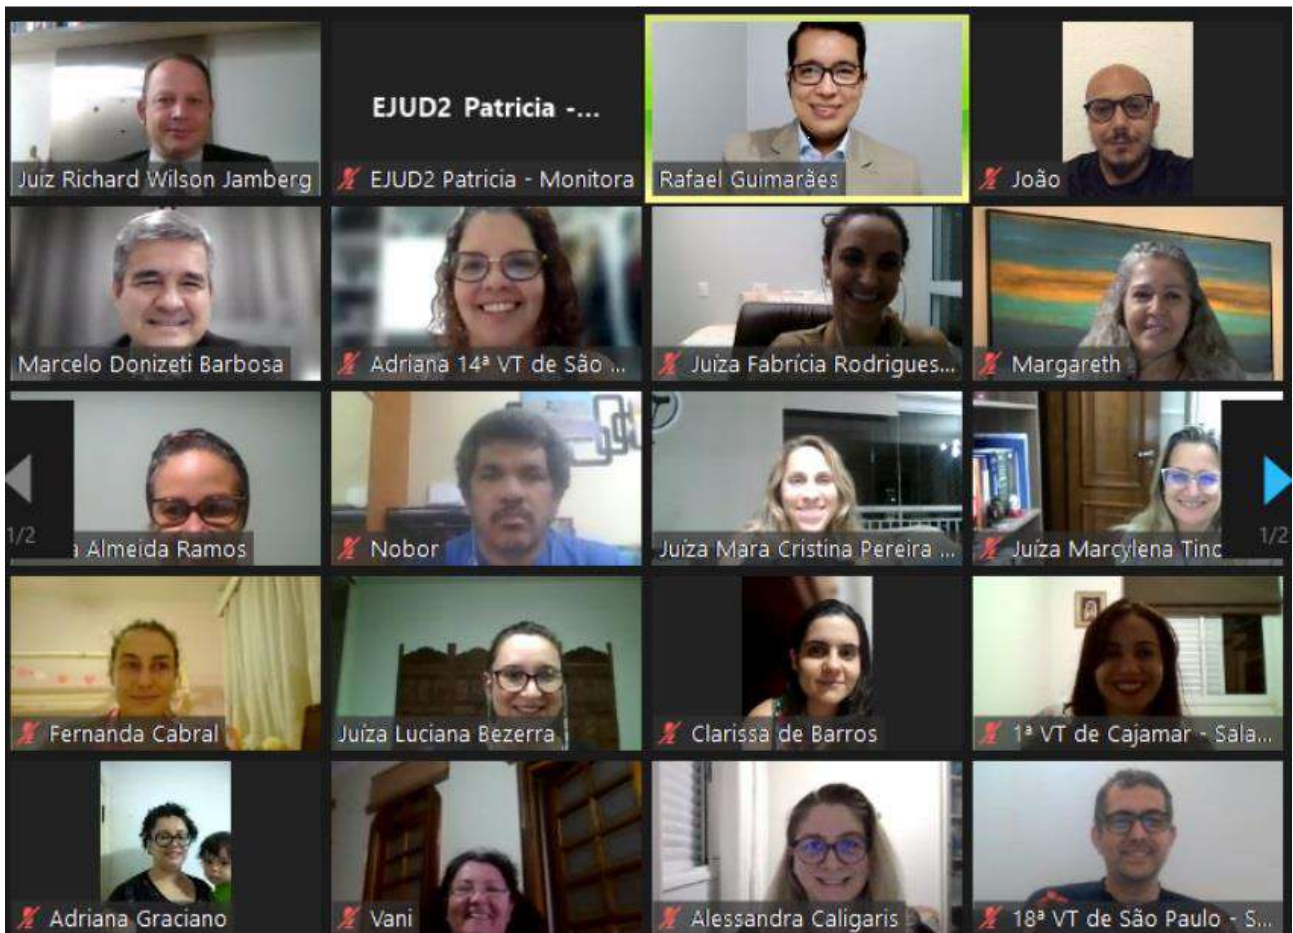 Juiz Richard Wilson Jamberg
EJUD2 Patricia -...
EJUD2 Patricia - Monitora
Rafael Guimarães
João
Marcelo Donizeti Barbosa
Adriana 14ª VT de São ...
Juíza Fabrícia Rodrigues...
Margareth
1/2
a Almeida Ramos
Nobor
Juíza Mara Cristina Pereira ...
Juíza Marcylena Tinc
1/2
Fernanda Cabral
Juíza Luciana Bezerra
Clarissa de Barros
1ª VT de Cajamar - Sala...
Adriana Graciano
Vani
Alessandra Caligaris
18ª VT de São Paulo - S...